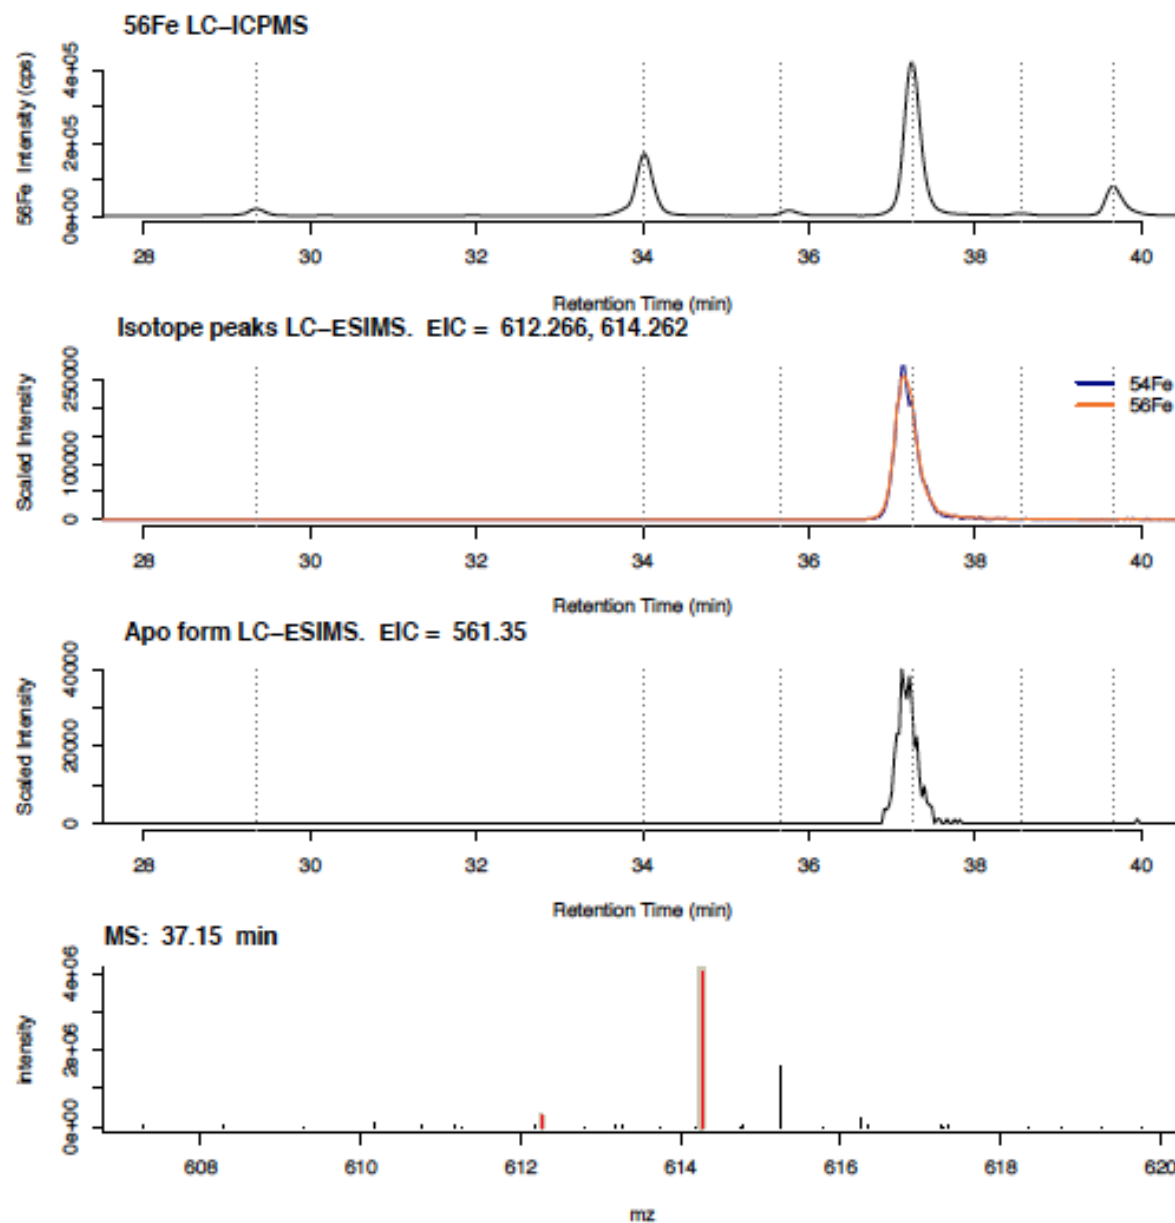 56Fe LC–ICPMS
56Fe Intensity (cps)
0e+00 2e+05 4e+05
28 30 32 34 36 38 40
Retention Time (min)
Isotope peaks LC–ESIMS. EIC = 612.266, 614.262
Scaled Intensity
0 100000 250000
54Fe
56Fe
28 30 32 34 36 38 40
Retention Time (min)
Apo form LC–ESIMS. EIC = 561.35
Scaled Intensity
0 20000 40000
28 30 32 34 36 38 40
Retention Time (min)
MS: 37.15 min
intensity
0e+00 2e+06 4e+06
608 610 612 614 616 618 620
mz